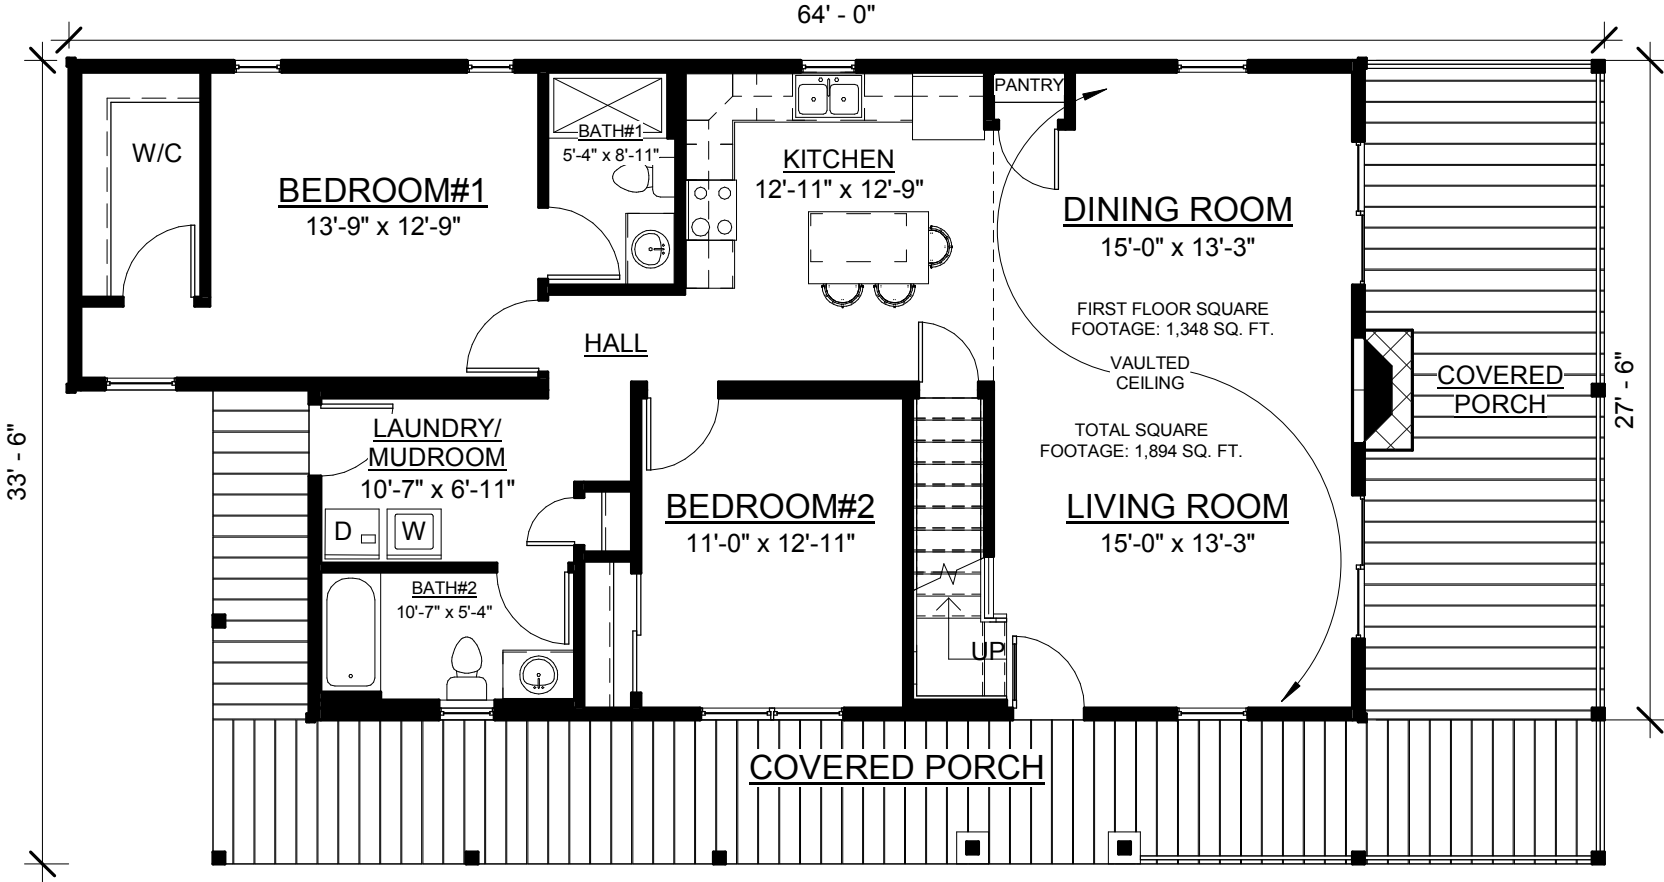 64' - 0"
PANTRY
W/C
BATH#1
5'-4" x 8'-11"
BEDROOM#1
13'-9" x 12'-9"
KITCHEN
12'-11" x 12'-9"
DINING ROOM
15'-0" x 13'-3"
FIRST FLOOR SQUARE
FOOTAGE: 1,348 SQ. FT.
HALL
VAULTED
CEILING
COVERED
PORCH
27' - 6"
33' - 6"
LAUNDRY/
MUDROOM
10'-7" x 6'-11"
TOTAL SQUARE
FOOTAGE: 1,894 SQ. FT.
D
W
BEDROOM#2
11'-0" x 12'-11"
LIVING ROOM
15'-0" x 13'-3"
BATH#2
10'-7" x 5'-4"
UP
COVERED PORCH